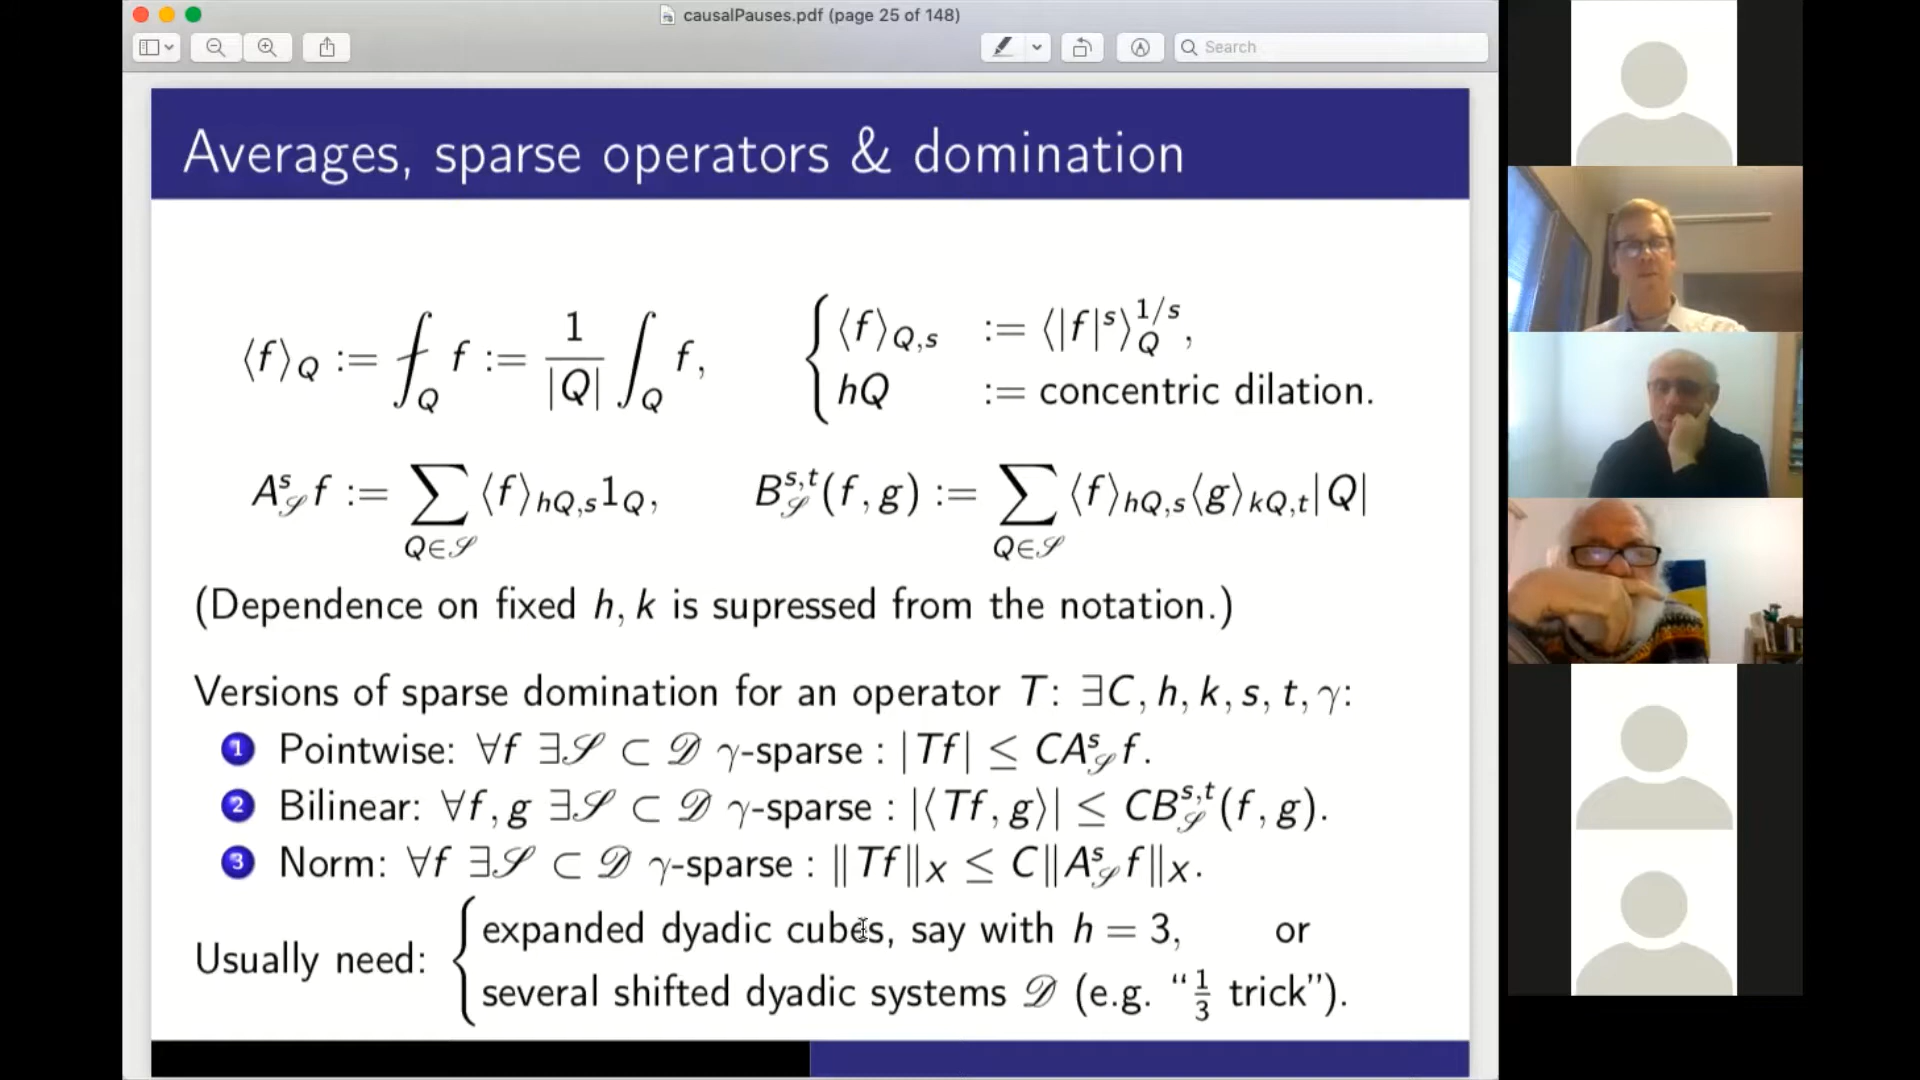 causalPauses.pdf (page 25 of 148)
Search
Averages, sparse operators & domination
⟨f⟩_Q := ⨍_Q f := 1/|Q| ∫_Q f, { ⟨f⟩_{Q,s} := ⟨|f|^s⟩_Q^{1/s},
hQ := concentric dilation.
A^s_𝒮 f := ∑_{Q∈𝒮} ⟨f⟩_{hQ,s} 1_Q, B^{s,t}_𝒮 (f, g) := ∑_{Q∈𝒮} ⟨f⟩_{hQ,s} ⟨g⟩_{kQ,t} |Q|
(Dependence on fixed h, k is supressed from the notation.)
Versions of sparse domination for an operator T: ∃C, h, k, s, t, γ:
1 Pointwise: ∀f ∃𝒮 ⊂ 𝒟 γ-sparse : |Tf| ≤ CA^s_𝒮 f.
2 Bilinear: ∀f, g ∃𝒮 ⊂ 𝒟 γ-sparse : |⟨Tf, g⟩| ≤ CB^{s,t}_𝒮 (f, g).
3 Norm: ∀f ∃𝒮 ⊂ 𝒟 γ-sparse : ‖Tf‖_X ≤ C‖A^s_𝒮 f‖_X.
Usually need: { expanded dyadic cubes, say with h = 3, or
several shifted dyadic systems 𝒟 (e.g. “1/3 trick”).